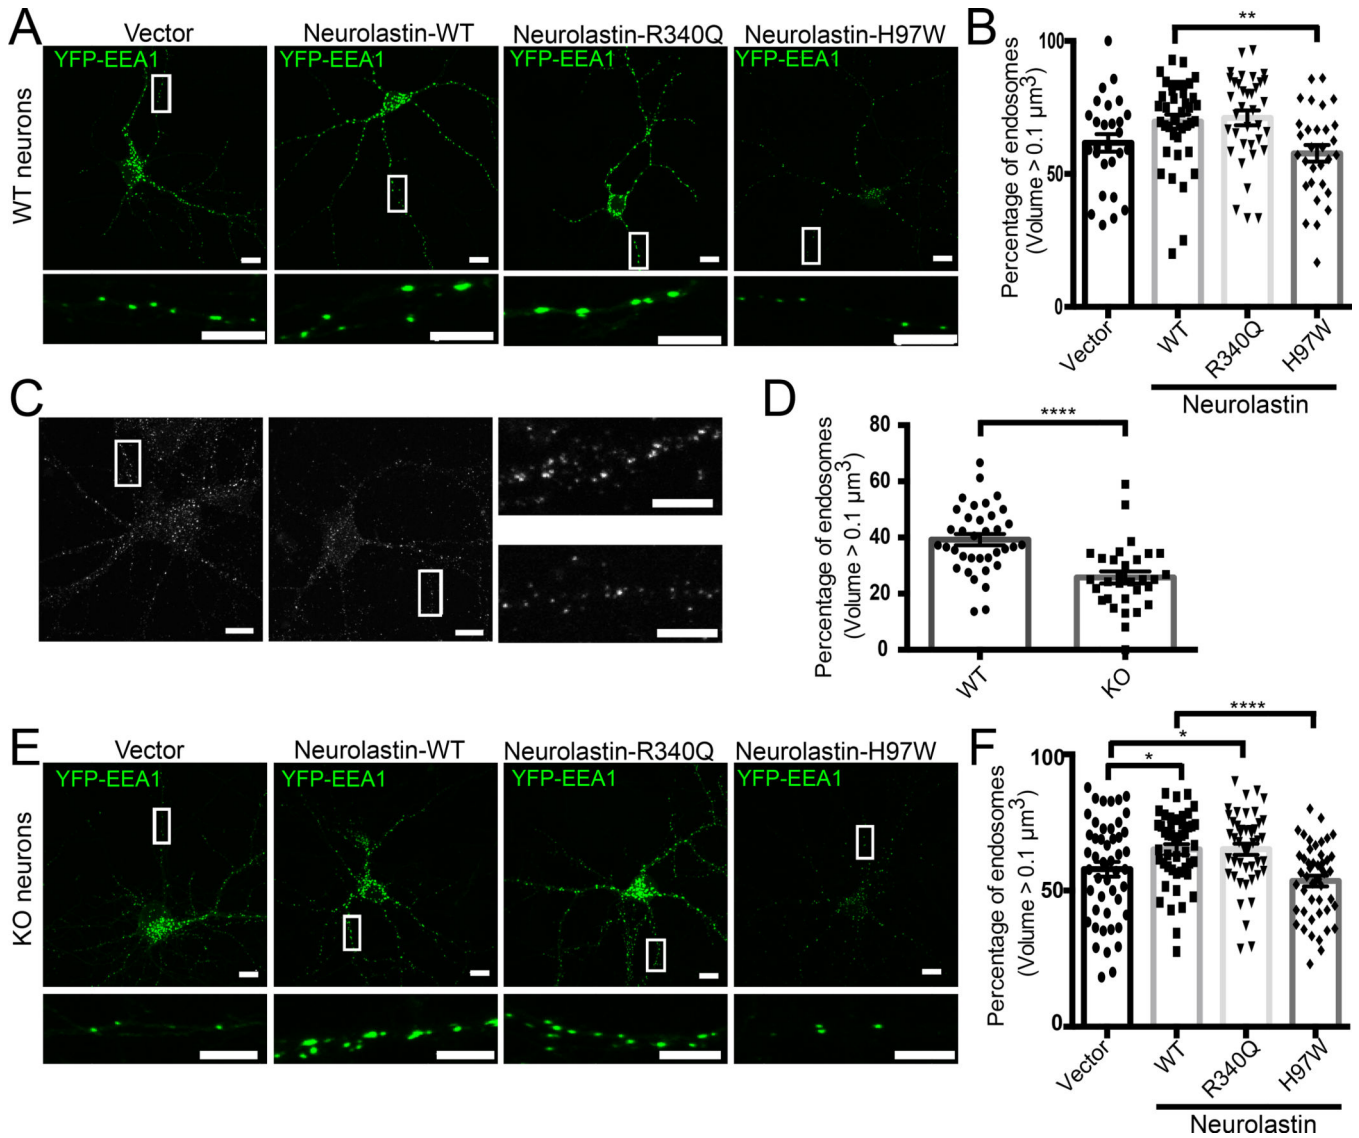 A
Vector
Neurolastin-WT
Neurolastin-R340Q
Neurolastin-H97W
WT neurons
YFP-EEA1
YFP-EEA1
YFP-EEA1
YFP-EEA1
B
**
Percentage of endosomes
(Volume > 0.1 µm³)
100
50
0
Vector
WT
R340Q
H97W
Neurolastin
C
D
****
Percentage of endosomes
(Volume > 0.1 µm³)
80
60
40
20
0
WT
KO
E
Vector
Neurolastin-WT
Neurolastin-R340Q
Neurolastin-H97W
KO neurons
YFP-EEA1
YFP-EEA1
YFP-EEA1
YFP-EEA1
F
****
*
*
Percentage of endosomes
(Volume > 0.1 µm³)
100
50
0
Vector
WT
R340Q
H97W
Neurolastin